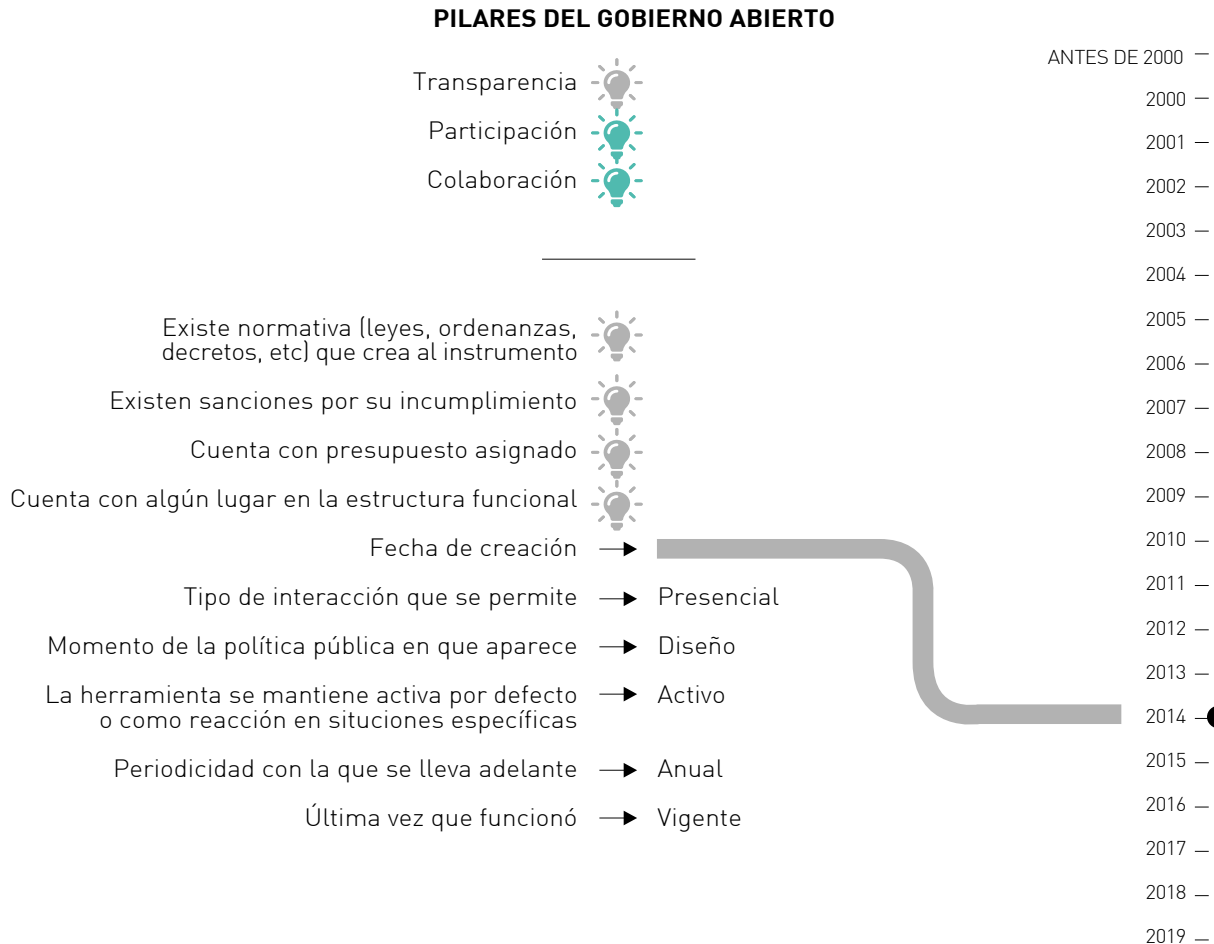 PILARES DEL GOBIERNO ABIERTO
Transparencia
Participación
Colaboración
Existe normativa (leyes, ordenanzas,
decretos, etc) que crea al instrumento
Existen sanciones por su incumplimiento
Cuenta con presupuesto asignado
Cuenta con algún lugar en la estructura funcional
Fecha de creación
Tipo de interacción que se permite
Presencial
Momento de la política pública en que aparece
Diseño
La herramienta se mantiene activa por defecto
o como reacción en situciones específicas
Activo
Periodicidad con la que se lleva adelante
Anual
Última vez que funcionó
Vigente
ANTES DE 2000
2000
2001
2002
2003
2004
2005
2006
2007
2008
2009
2010
2011
2012
2013
2014
2015
2016
2017
2018
2019